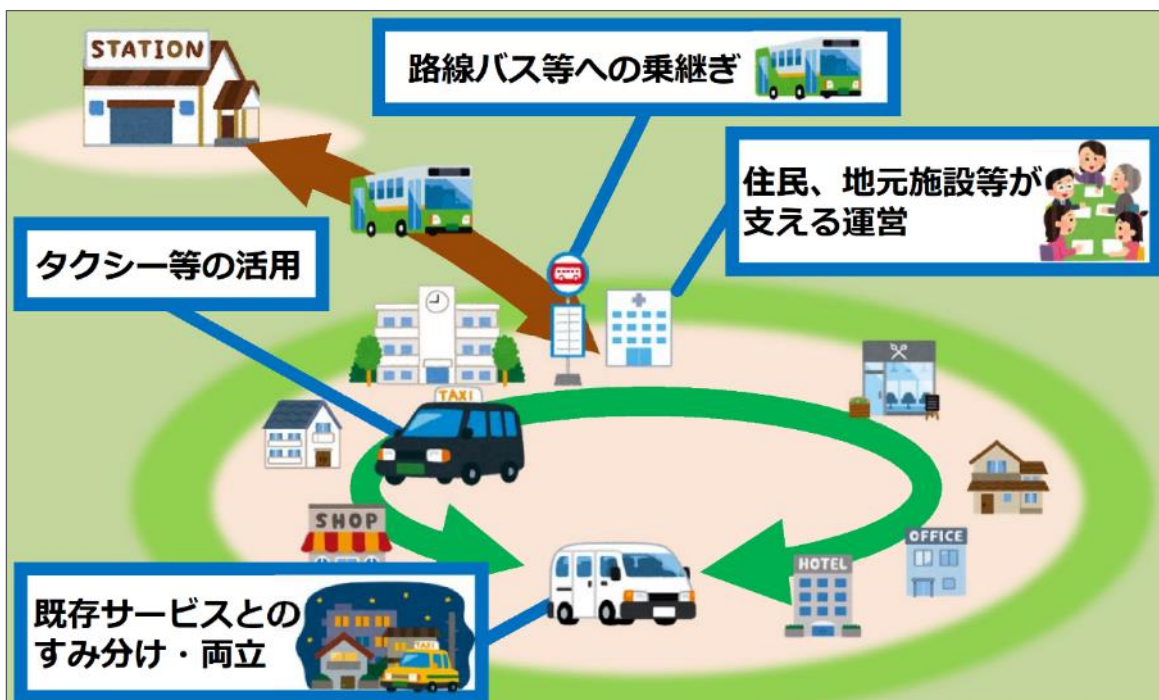 STATION
路線バス等への乗継ぎ
住民、地元施設等が
支える運営
タクシー等の活用
TAXI
SHOP
OFFICE
HOTEL
既存サービスとの
すみ分け・両立
TAXI